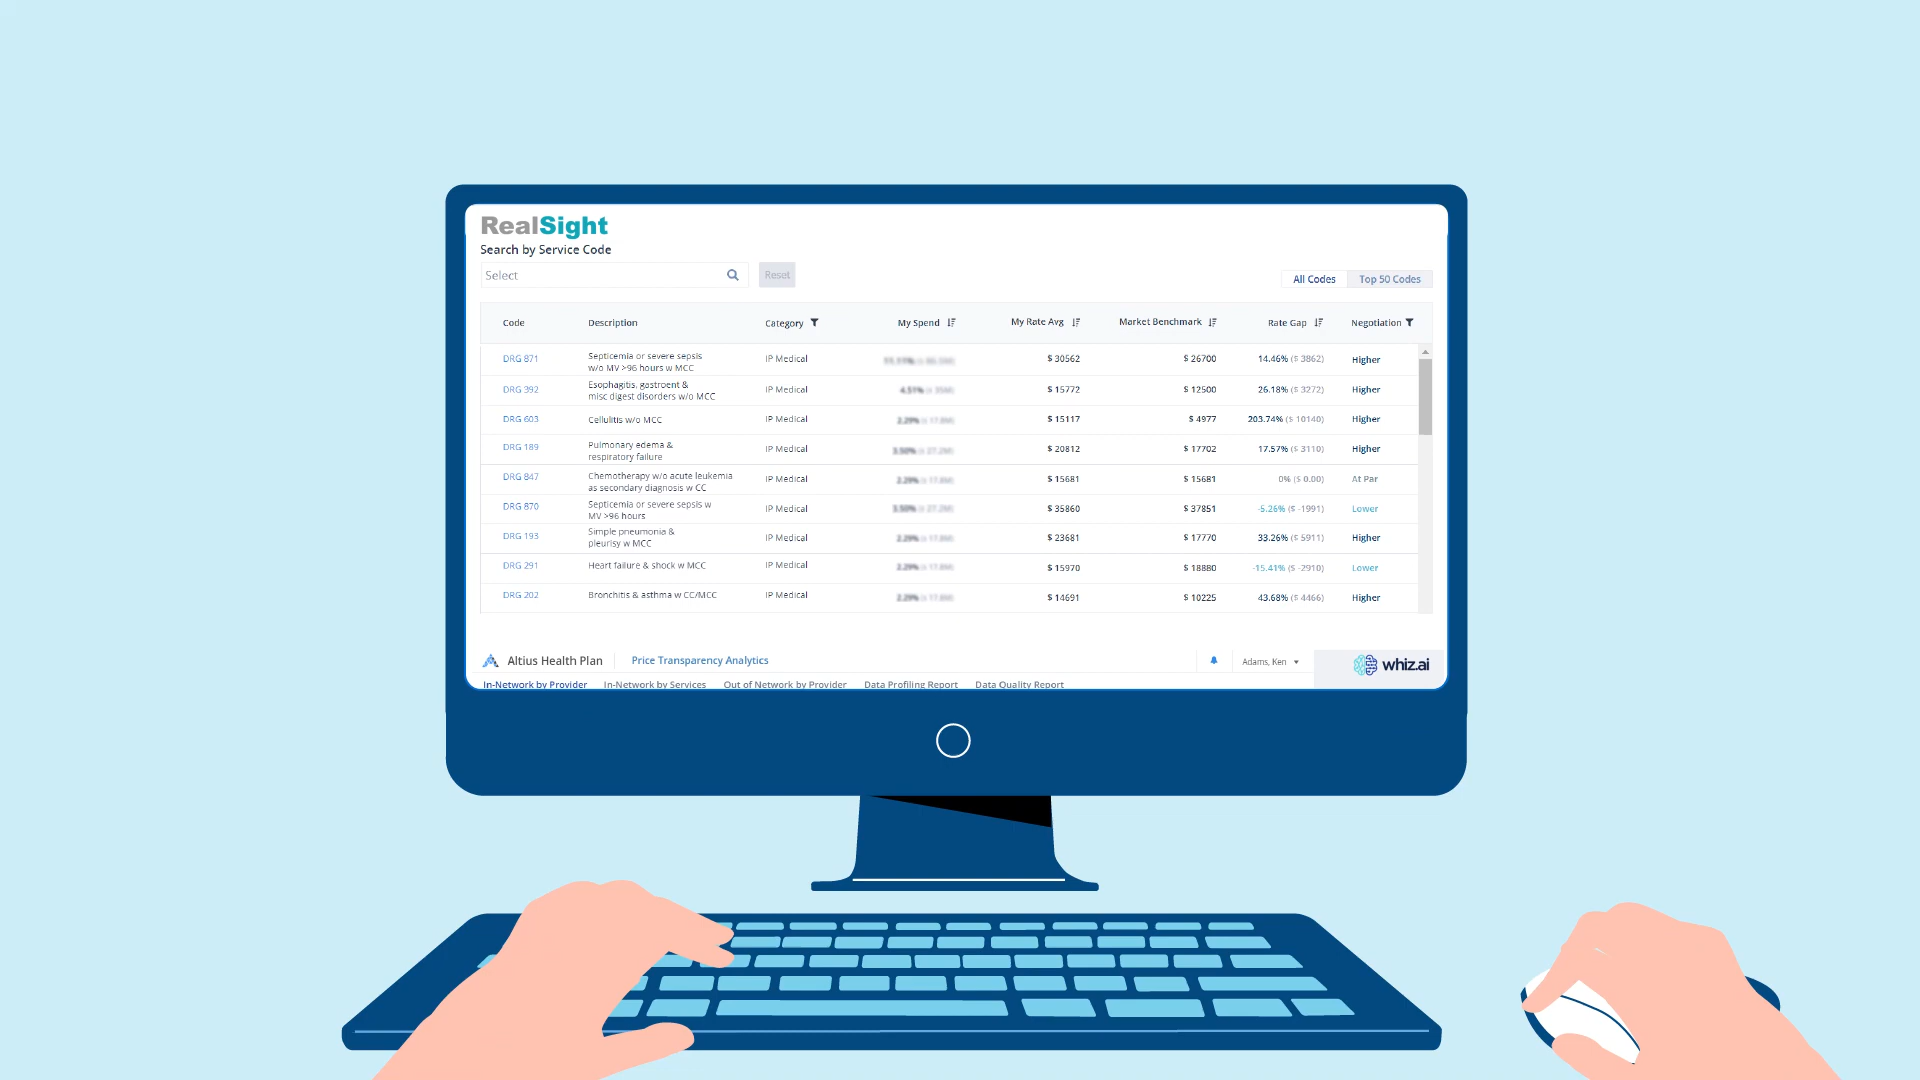 RealSight
Search by Service Code
Select
Reset
All Codes Top 50 Codes
Code Description Category My Spend My Rate Avg Market Benchmark Rate Gap Negotiation
DRG 871 Septicemia or severe sepsis w/o MV >96 hours w MCC IP Medical $ 30562 $ 26700 14.46% ($ 3862) Higher
DRG 392 Esophagitis, gastroent & misc digest disorders w/o MCC IP Medical 4.51% $ 15772 $ 12500 26.18% ($ 3272) Higher
DRG 603 Cellulitis w/o MCC IP Medical $ 15117 $ 4977 203.74% ($ 10140) Higher
DRG 189 Pulmonary edema & respiratory failure IP Medical $ 20812 $ 17702 17.57% ($ 3110) Higher
DRG 847 Chemotherapy w/o acute leukemia as secondary diagnosis w CC IP Medical $ 15681 $ 15681 0% ($ 0.00) At Par
DRG 870 Septicemia or severe sepsis w MV >96 hours IP Medical $ 35860 $ 37851 -5.26% ($ -1991) Lower
DRG 193 Simple pneumonia & pleurisy w MCC IP Medical $ 23681 $ 17770 33.26% ($ 5911) Higher
DRG 291 Heart failure & shock w MCC IP Medical $ 15970 $ 18880 -15.41% ($ -2910) Lower
DRG 202 Bronchitis & asthma w CC/MCC IP Medical $ 14691 $ 10225 43.68% ($ 4466) Higher
Altius Health Plan Price Transparency Analytics Adams, Ken whiz.ai
In-Network by Provider In-Network by Services Out of Network by Provider Data Profiling Report Data Quality Report